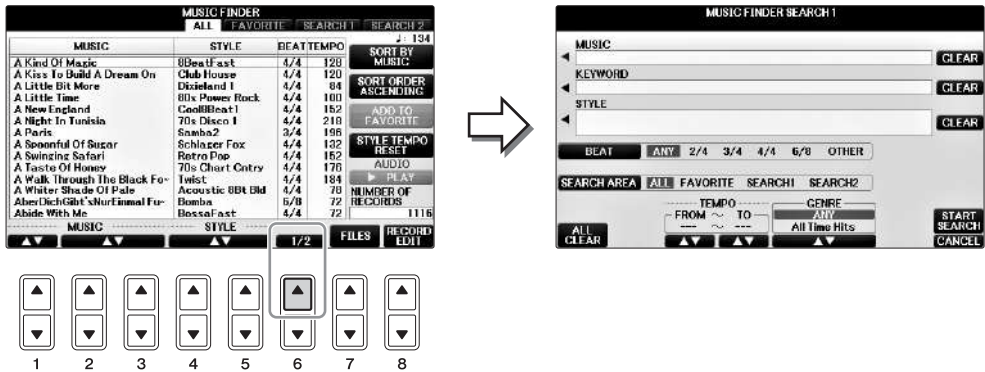 MUSIC FINDER
ALL FAVORITE SEARCH 1 SEARCH 2
♩: 134
MUSIC STYLE BEAT TEMPO
A Kind Of Magic 8BeatFast 4/4 128
A Kiss To Build A Dream On Club House 4/4 120
A Little Bit More Dixieland 1 4/4 84
A Little Time 80s Power Rock 4/4 100
A New England Cool8Beat1 4/4 152
A Night In Tunisia 70s Disco 1 4/4 218
A Paris Samba2 3/4 196
A Spoonful Of Sugar Schlager Fox 4/4 132
A Swinging Safari Retro Pop 4/4 152
A Taste Of Honey 70s Chart Cntry 4/4 176
A Walk Through The Black Fo~ Twist 4/4 184
A Whiter Shade Of Pale Acoustic 8Bt Bld 4/4 78
AberDichGibt'sNurEinmal Fu~ Bomba 6/8 72
Abide With Me BossaFast 4/4 72
SORT BY
MUSIC
SORT ORDER
ASCENDING
ADD TO
FAVORITE
STYLE TEMPO
RESET
AUDIO
▶ PLAY
NUMBER OF
RECORDS
1116
MUSIC STYLE
▲▼ ▲▼ ▲▼ 1/2 FILES RECORD
EDIT
1 2 3 4 5 6 7 8
MUSIC FINDER SEARCH 1
MUSIC
CLEAR
KEYWORD
CLEAR
STYLE
CLEAR
BEAT ANY 2/4 3/4 4/4 6/8 OTHER
SEARCH AREA ALL FAVORITE SEARCH1 SEARCH2
TEMPO GENRE
FROM ~ TO ANY
--- ~ --- All Time Hits
ALL
CLEAR
▲▼ ▲▼ ▲▼
START
SEARCH
CANCEL